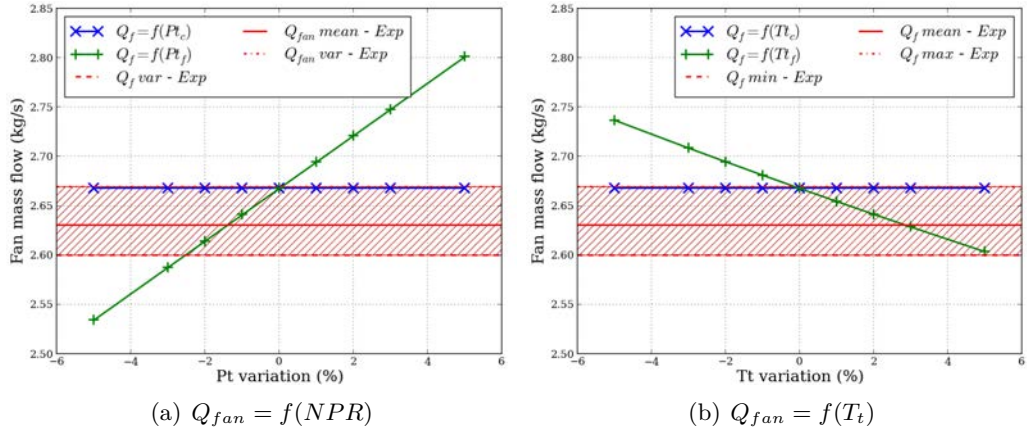 2.85
2.80
2.75
2.70
2.65
2.60
2.55
2.50
Fan mass flow (kg/s)
Q_f = f(Pt_c)
Q_f = f(Pt_f)
Q_f var - Exp
Q_fan mean - Exp
Q_fan var - Exp
−6 −4 −2 0 2 4 6
Pt variation (%)
(a) Q_fan = f(NPR)
2.85
2.80
2.75
2.70
2.65
2.60
2.55
2.50
Fan mass flow (kg/s)
Q_f = f(Tt_c)
Q_f = f(Tt_f)
Q_f min - Exp
Q_f mean - Exp
Q_f max - Exp
−6 −4 −2 0 2 4 6
Tt variation (%)
(b) Q_fan = f(T_t)